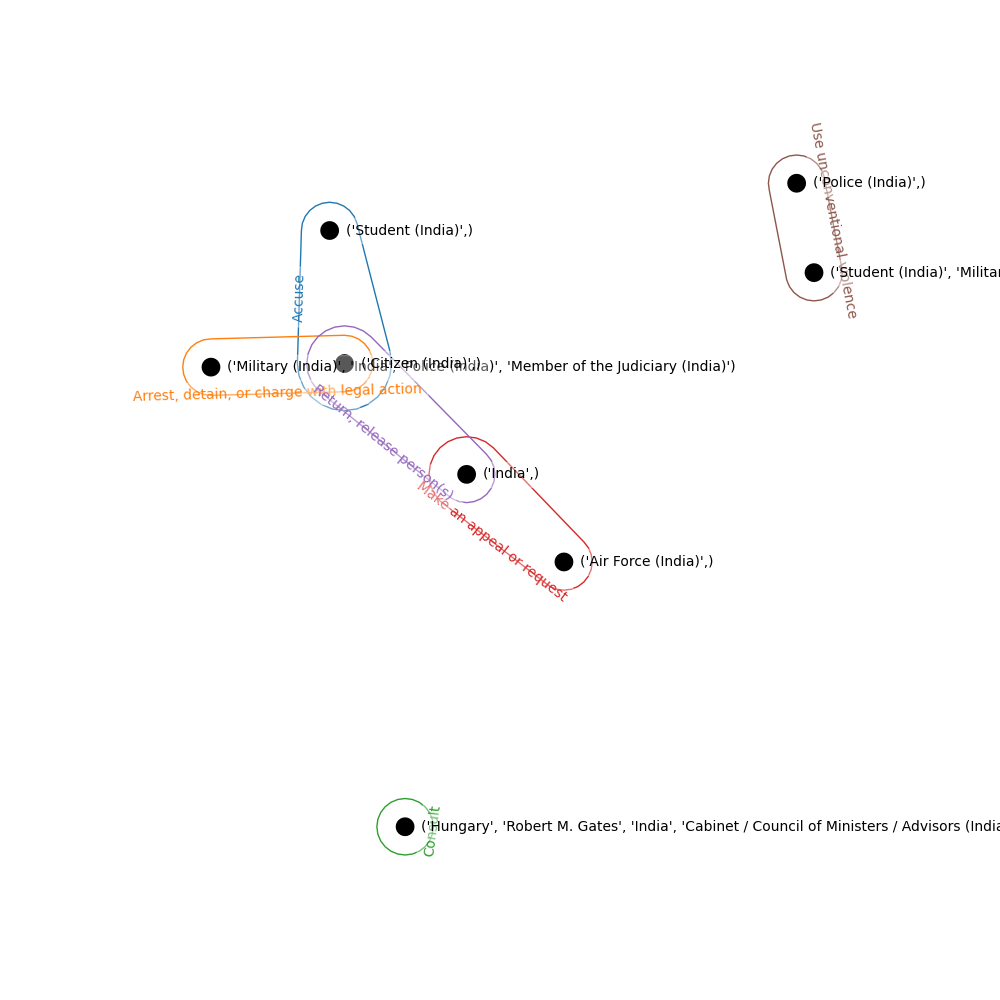 Use unconventional violence
('Police (India)',)
('Student (India)',)
('Student (India)', 'Milita
Accuse
('Citizen (India)',)
('Military (India)', 'India', 'Police (India)', 'Member of the Judiciary (India)')
Arrest, detain, or charge with legal action
Return, release person(s)
('India',)
Make an appeal or request
('Air Force (India)',)
Consult
('Hungary', 'Robert M. Gates', 'India', 'Cabinet / Council of Ministers / Advisors (India